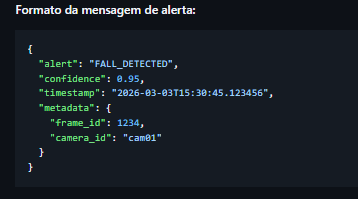 Formato da mensagem de alerta:
{
  "alert": "FALL_DETECTED",
  "confidence": 0.95,
  "timestamp": "2026-03-03T15:30:45.123456",
  "metadata": {
    "frame_id": 1234,
    "camera_id": "cam01"
  }
}